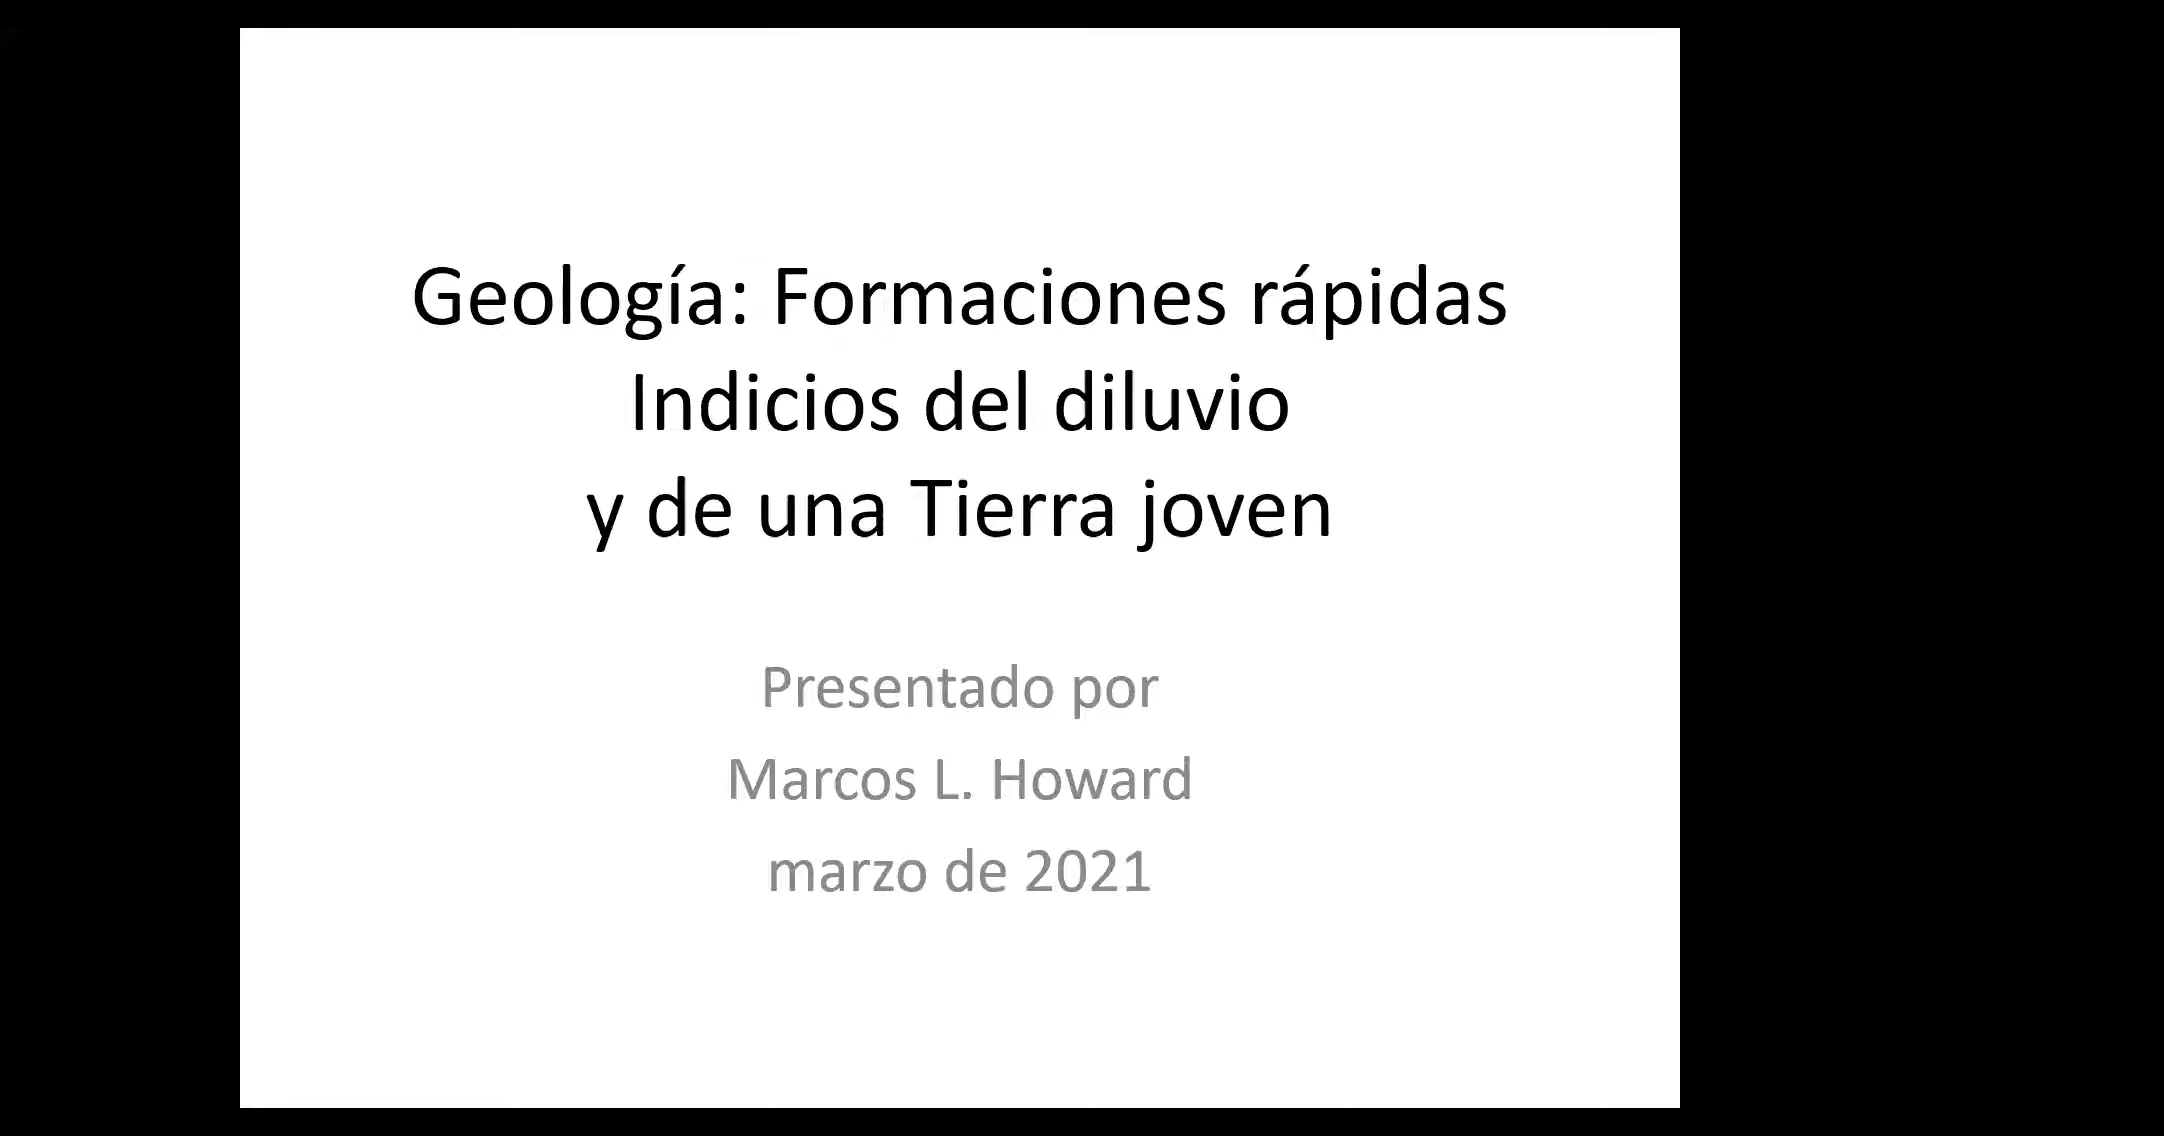 Geología: Formaciones rápidas
Indicios del diluvio
y de una Tierra joven
Presentado por
Marcos L. Howard
marzo de 2021